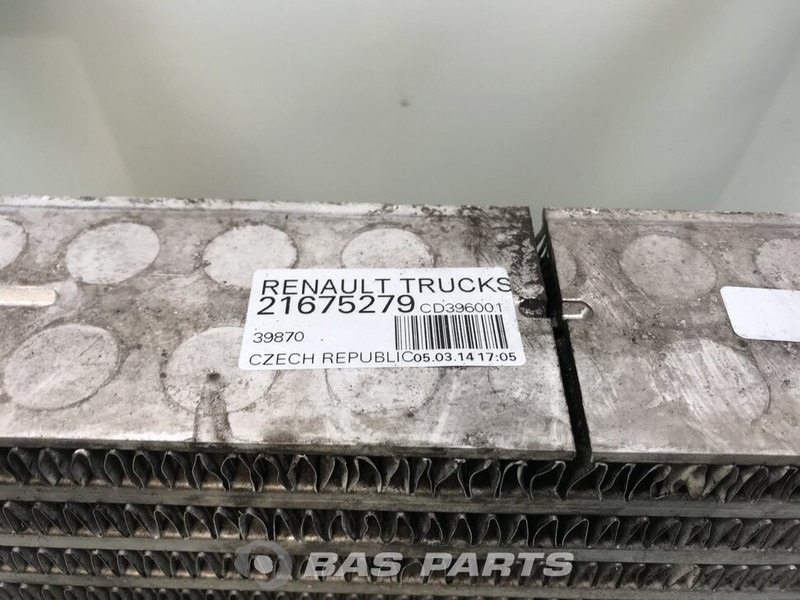 RENAULT TRUCKS
21675279 CD396001
39870
CZECH REPUBLIC 05.03.14 17:05
BAS PARTS